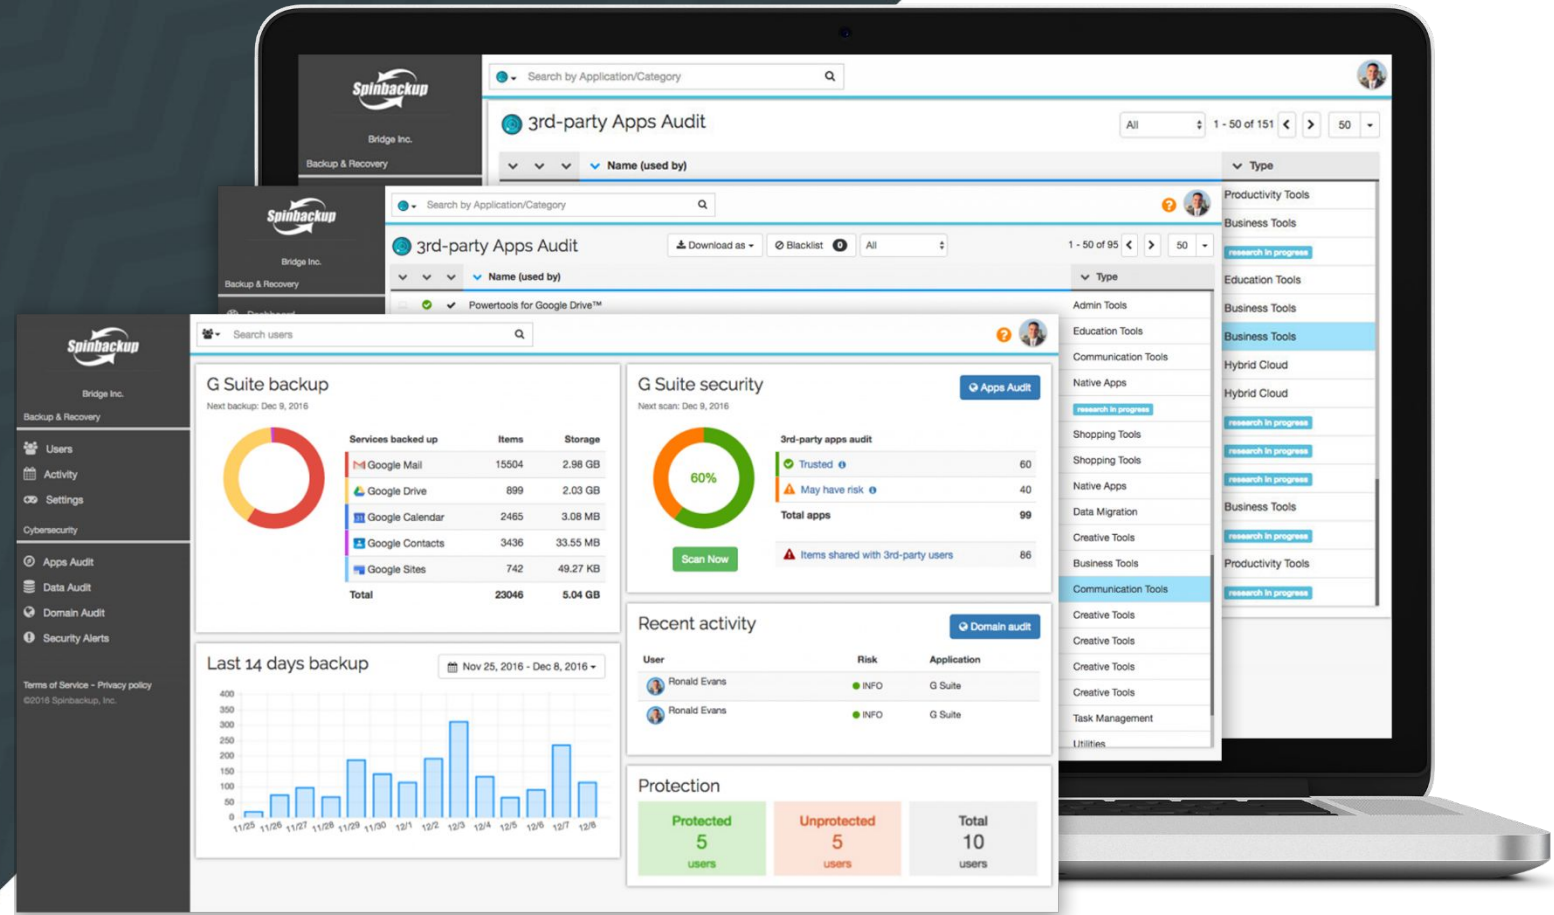 Spinbackup
Bridge Inc.
Backup & Recovery
Search by Application/Category
3rd-party Apps Audit
All
1 - 50 of 151
50
Name (used by)
Type
Productivity Tools
Business Tools
research in progress
Education Tools
Business Tools
Business Tools
Hybrid Cloud
Hybrid Cloud
research in progress
research in progress
research in progress
Business Tools
research in progress
Productivity Tools
research in progress
Spinbackup
Bridge Inc.
Backup & Recovery
Dashboard
Search by Application/Category
3rd-party Apps Audit
Download as
Blacklist 0
All
1 - 50 of 95
50
Name (used by)
Type
Powertools for Google Drive™
Admin Tools
Education Tools
Communication Tools
Native Apps
research in progress
Shopping Tools
Shopping Tools
Native Apps
Data Migration
Creative Tools
Business Tools
Communication Tools
Creative Tools
Creative Tools
Creative Tools
Creative Tools
Task Management
Utilities
Spinbackup
Bridge Inc.
Backup & Recovery
Users
Activity
Settings
Cybersecurity
Apps Audit
Data Audit
Domain Audit
Security Alerts
Terms of Service - Privacy policy
©2016 Spinbackup, Inc.
Search users
G Suite backup
Next backup: Dec 9, 2016
Services backed up Items Storage
Google Mail 15504 2.98 GB
Google Drive 899 2.03 GB
31 Google Calendar 2465 3.08 MB
Google Contacts 3436 33.55 MB
Google Sites 742 49.27 KB
Total 23046 5.04 GB
G Suite security
Apps Audit
Next scan: Dec 9, 2016
60%
Scan Now
3rd-party apps audit
Trusted 60
May have risk 40
Total apps 99
Items shared with 3rd-party users 86
Last 14 days backup
Nov 25, 2016 - Dec 8, 2016
400
350
300
250
200
150
100
50
0
11/25 11/26 11/27 11/28 11/29 11/30 12/1 12/2 12/3 12/4 12/5 12/6 12/7 12/8
Recent activity
Domain audit
User Risk Application
Ronald Evans INFO G Suite
Ronald Evans INFO G Suite
Protection
Protected
5
users
Unprotected
5
users
Total
10
users